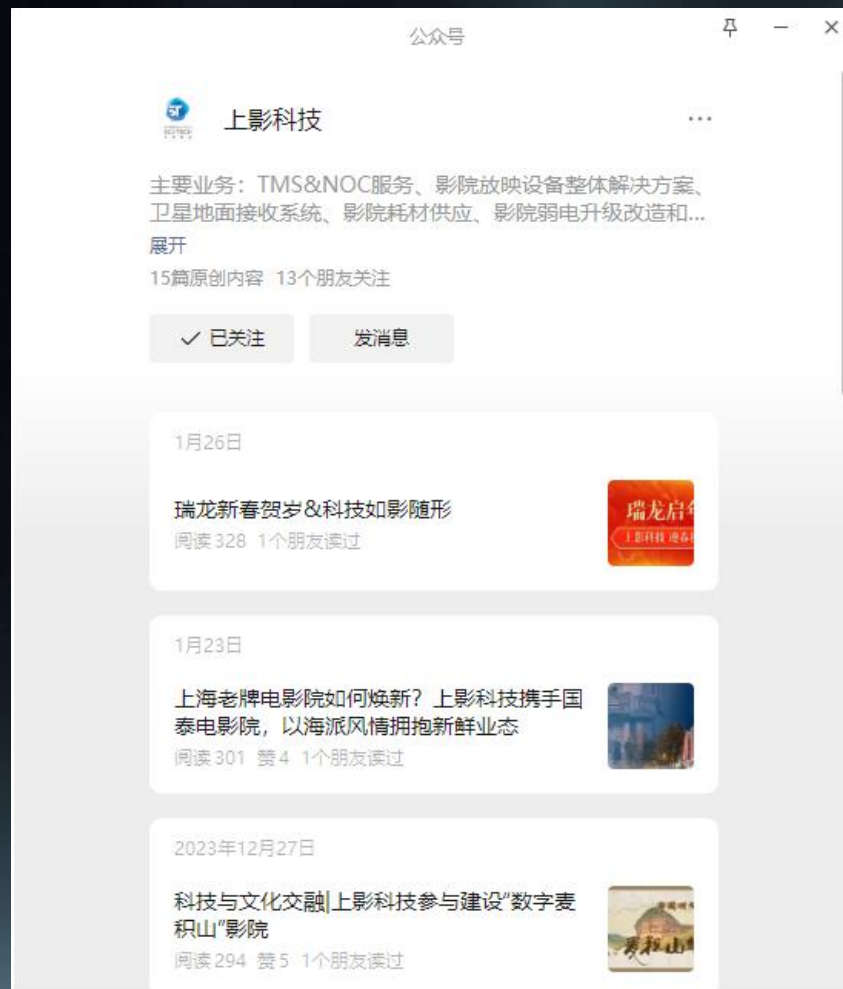 公众号
上影科技
主要业务：TMS&NOC服务、影院放映设备整体解决方案、
卫星地面接收系统、影院耗材供应、影院弱电升级改造和...
展开
15篇原创内容 13个朋友关注
已关注 发消息
1月26日
瑞龙新春贺岁&科技如影随形
阅读 328 1个朋友读过
瑞龙启年
上影科技
1月23日
上海老牌电影院如何焕新？上影科技携手国
泰电影院，以海派风情拥抱新鲜业态
阅读 301 赞 4 1个朋友读过
2023年12月27日
科技与文化交融|上影科技参与建设“数字麦
积山”影院
阅读 294 赞 5 1个朋友读过
麦积山